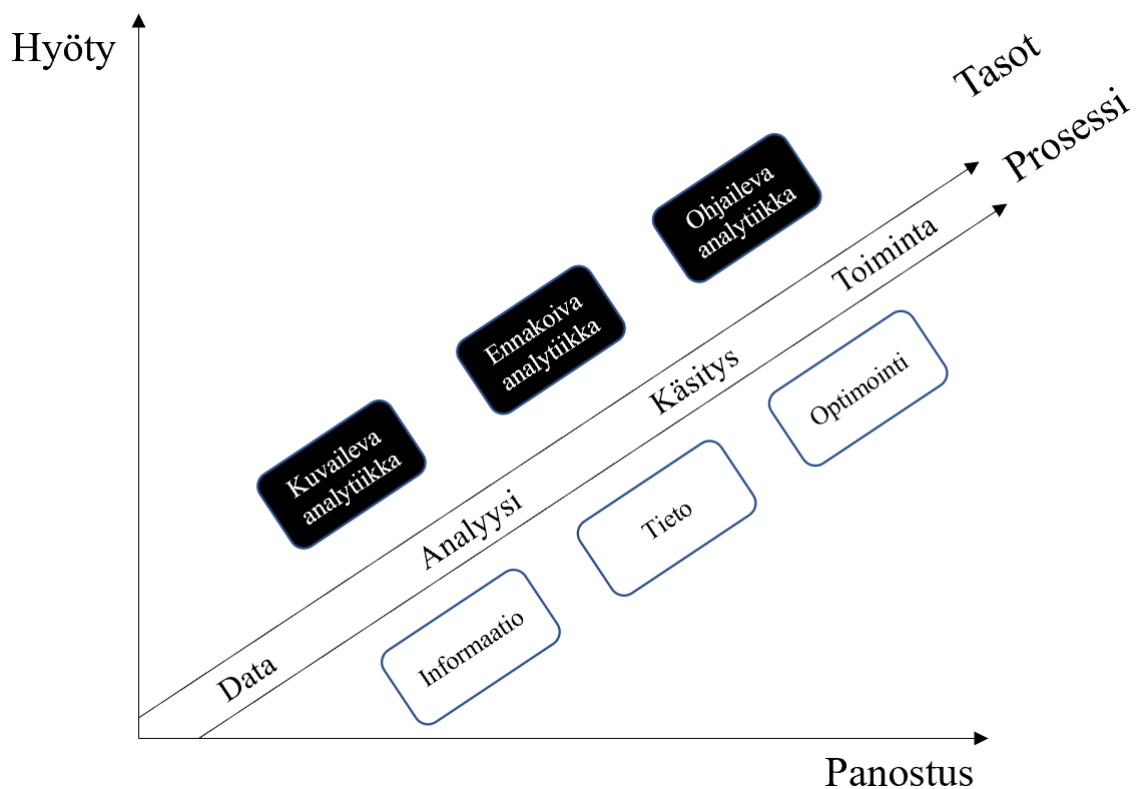 Hyöty
Tasot
Prosessi
Ohjaileva
analytiikka
Toiminta
Ennakoiva
analytiikka
Käsitys
Optimointi
Kuvaileva
analytiikka
Analyysi
Tieto
Data
Informaatio
Panostus